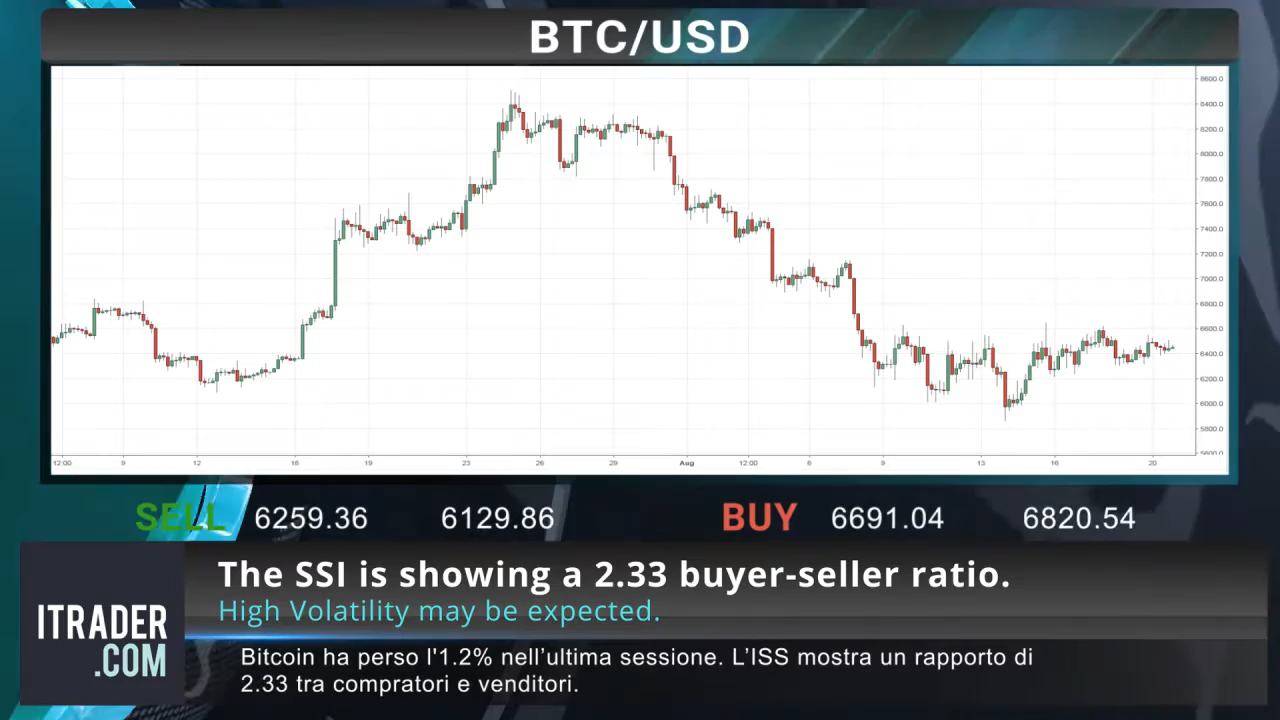 BTC/USD
8600.0
8400.0
8200.0
8000.0
7800.0
7600.0
7400.0
7200.0
7000.0
6800.0
6600.0
6400.0
6200.0
6000.0
5800.0
5600.0
12:00 9 12 16 19 23 26 29 Aug 12:00 6 9 13 16 20
SELL 6259.36 6129.86 BUY 6691.04 6820.54
The SSI is showing a 2.33 buyer-seller ratio.
High Volatility may be expected.
ITRADER
.COM
Bitcoin ha perso l'1.2% nell’ultima sessione. L’ISS mostra un rapporto di
2.33 tra compratori e venditori.